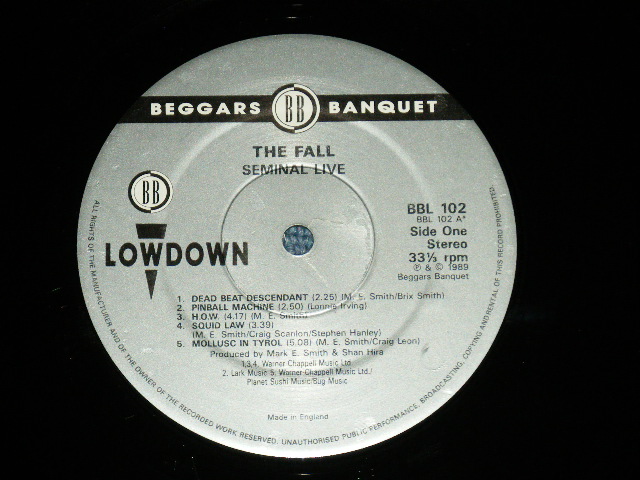 BEGGARS BB BANQUET
THE FALL
SEMINAL LIVE
BB
LOWDOWN
BBL 102
BBL 102 A*
Side One
Stereo
33⅓ rpm
℗ & © 1989
Beggars Banquet
1. DEAD BEAT DESCENDANT (2.25) (M. E. Smith/Brix Smith)
2. PINBALL MACHINE (2.50) (Lonnie Irving)
3. H.O.W. (4.17) (M. E. Smith)
4. SQUID LAW (3.39)
(M. E. Smith/Craig Scanlon/Stephen Hanley)
5. MOLLUSC IN TYROL (5.08) (M. E. Smith/Craig Leon)
Produced by Mark E. Smith & Shan Hira
1,3,4, Warner Chappell Music Ltd.
2. Lark Music 5. Warner Chappell Music Ltd./
Planet Sushi Music/Bug Music
Made in England
ALL RIGHTS OF THE MANUFACTURER AND OF THE OWNER OF THE RECORDED WORK RESERVED. UNAUTHORISED PUBLIC PERFORMANCE, BROADCASTING, COPYING AND RENTAL OF THIS RECORD PROHIBITED.